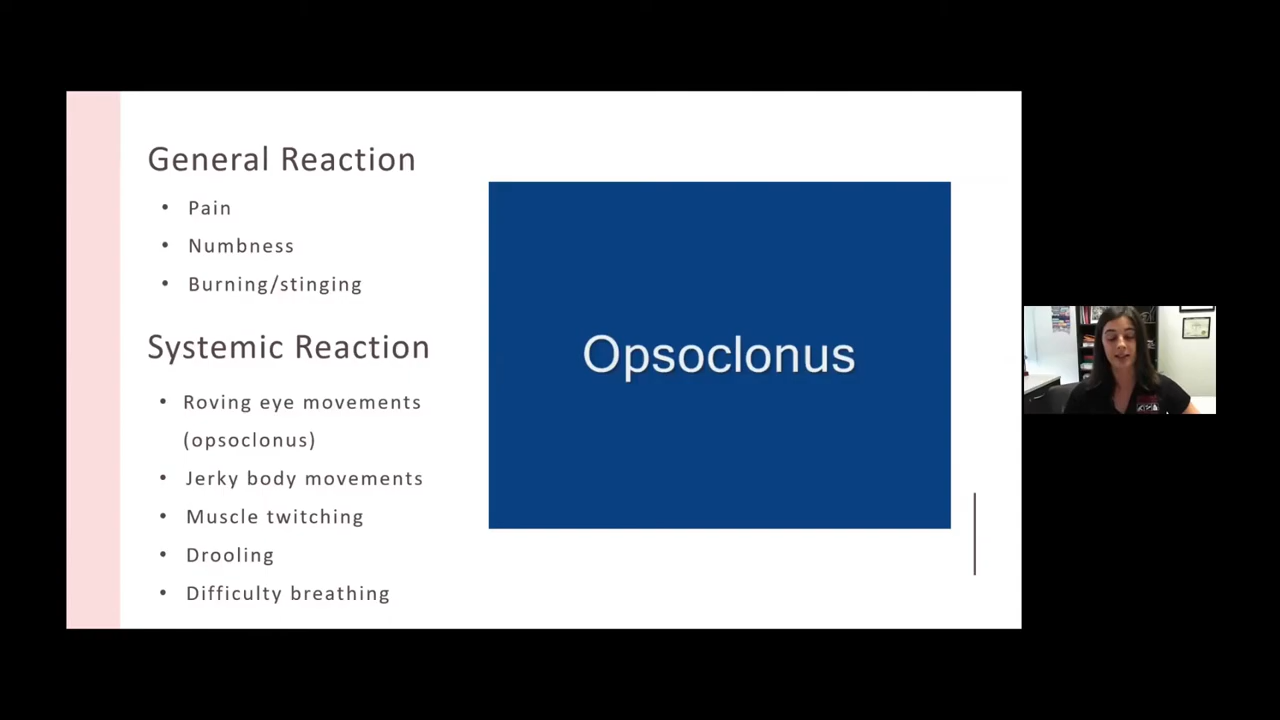 General Reaction
• Pain
• Numbness
• Burning/stinging
Systemic Reaction
• Roving eye movements
(opsoclonus)
• Jerky body movements
• Muscle twitching
• Drooling
• Difficulty breathing
Opsoclonus